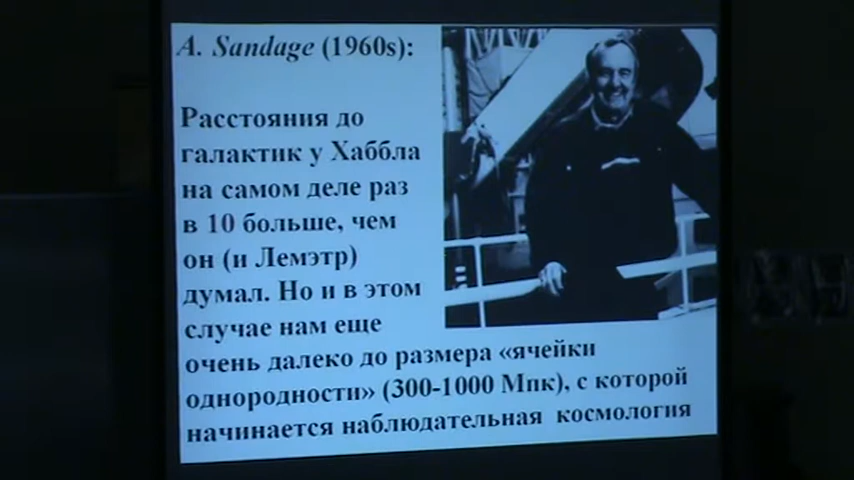 A. Sandage (1960s):
Расстояния до
галактик у Хаббла
на самом деле раз
в 10 больше, чем
он (и Лемэтр)
думал. Но и в этом
случае нам еще
очень далеко до размера «ячейки
однородности» (300-1000 Мпк), с которой
начинается наблюдательная космология